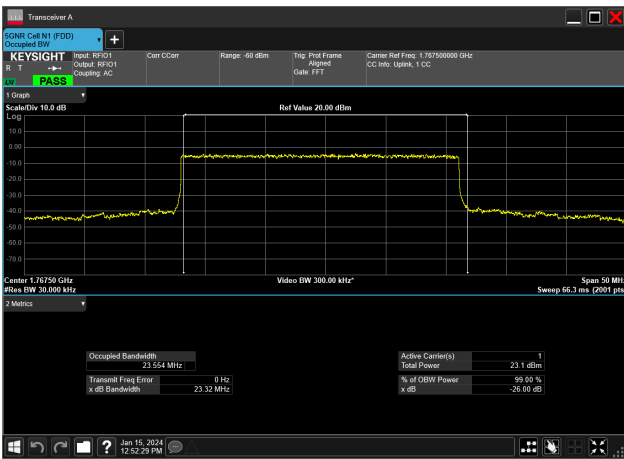 Transceiver A
5GNR Cell N1 (FDD)
Occupied BW
KEYSIGHT
R T
LNI
PASS
Input: RFIO1
Output: RFIO1
Coupling: AC
Corr CCorr
Range: -60 dBm
Trig: Prot Frame
Aligned
Gate: FFT
Carrier Ref Freq: 1.767500000 GHz
CC Info: Uplink, 1 CC
1 Graph
Scale/Div 10.0 dB
Ref Value 20.00 dBm
Log
10.0
0.00
-10.0
-20.0
-30.0
-40.0
-50.0
-60.0
-70.0
Center 1.76750 GHz
Video BW 300.00 kHz*
Span 50 MHz
#Res BW 30.000 kHz
Sweep 66.3 ms (2001 pts
2 Metrics
Occupied Bandwidth
23.554 MHz
Transmit Freq Error 0 Hz
x dB Bandwidth 23.32 MHz
Active Carrier(s) 1
Total Power 23.1 dBm
% of OBW Power 99.00 %
x dB -26.00 dB
Jan 15, 2024
12:52:29 PM